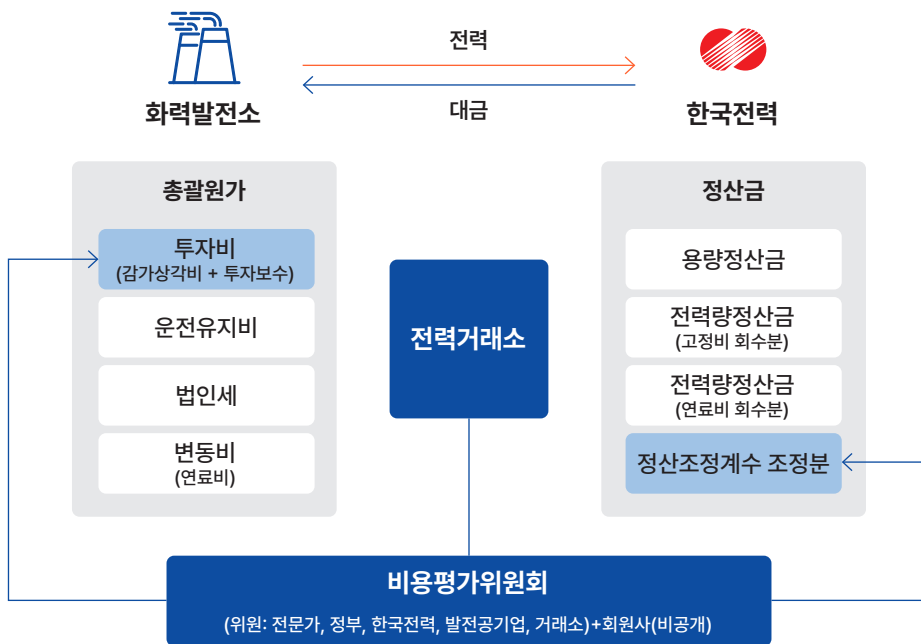 전력
대금
화력발전소
한국전력
총괄원가
투자비
(감가상각비 + 투자보수)
운전유지비
법인세
변동비
(연료비)
전력거래소
정산금
용량정산금
전력량정산금
(고정비 회수분)
전력량정산금
(연료비 회수분)
정산조정계수 조정분
비용평가위원회
(위원: 전문가, 정부, 한국전력, 발전공기업, 거래소)+회원사(비공개)